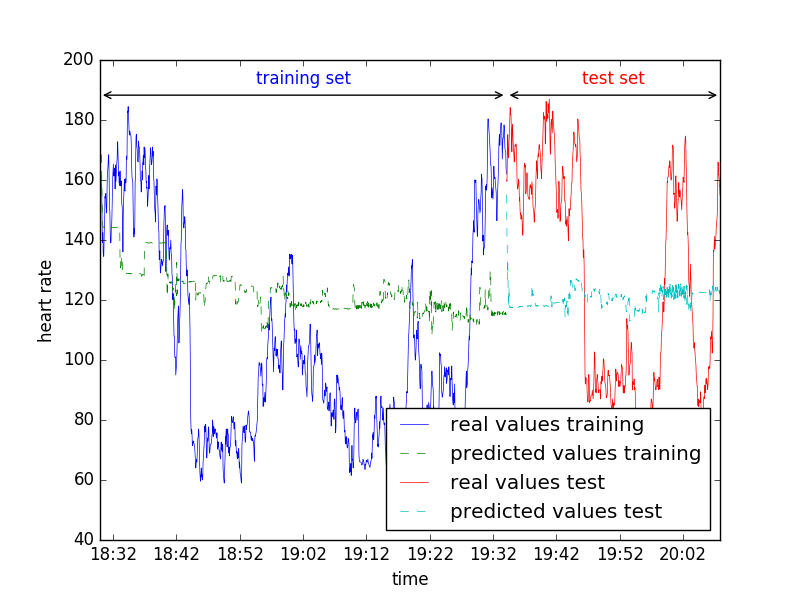 training set test set
200
180
160
140
120
100
80
60
40
heart rate
real values training
predicted values training
real values test
predicted values test
18:32 18:42 18:52 19:02 19:12 19:22 19:32 19:42 19:52 20:02
time